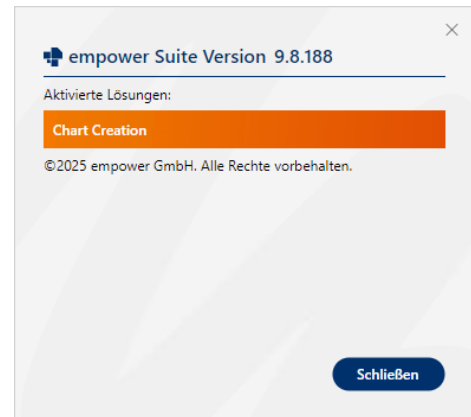 empower Suite Version 9.8.188
Aktivierte Lösungen:
Chart Creation
©2025 empower GmbH. Alle Rechte vorbehalten.
Schließen